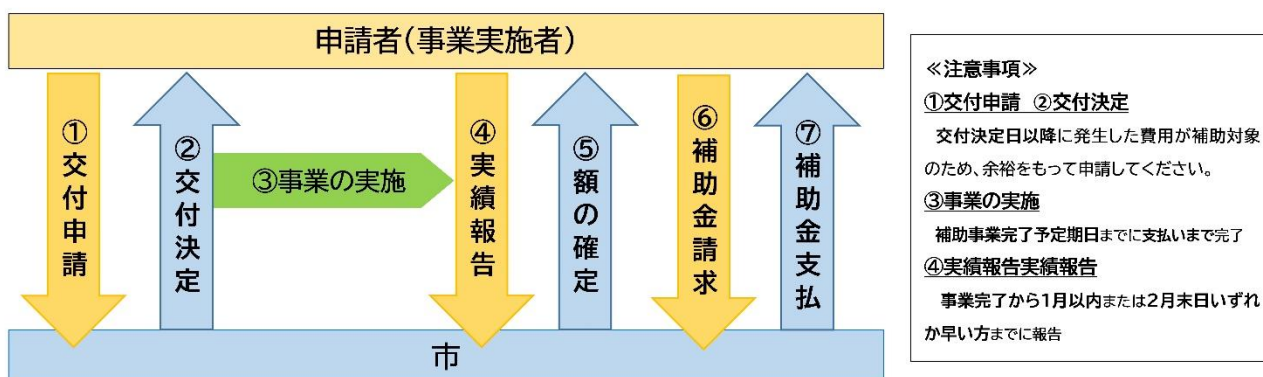 申請者(事業実施者)
①交付申請
②交付決定
③事業の実施
④実績報告
⑤額の確定
⑥補助金請求
⑦補助金支払
市
≪注意事項≫
①交付申請 ②交付決定
交付決定日以降に発生した費用が補助対象
のため、余裕をもって申請してください。
③事業の実施
補助事業完了予定期日までに支払いまで完了
④実績報告実績報告
事業完了から1月以内または2月末日いずれ
か早い方までに報告